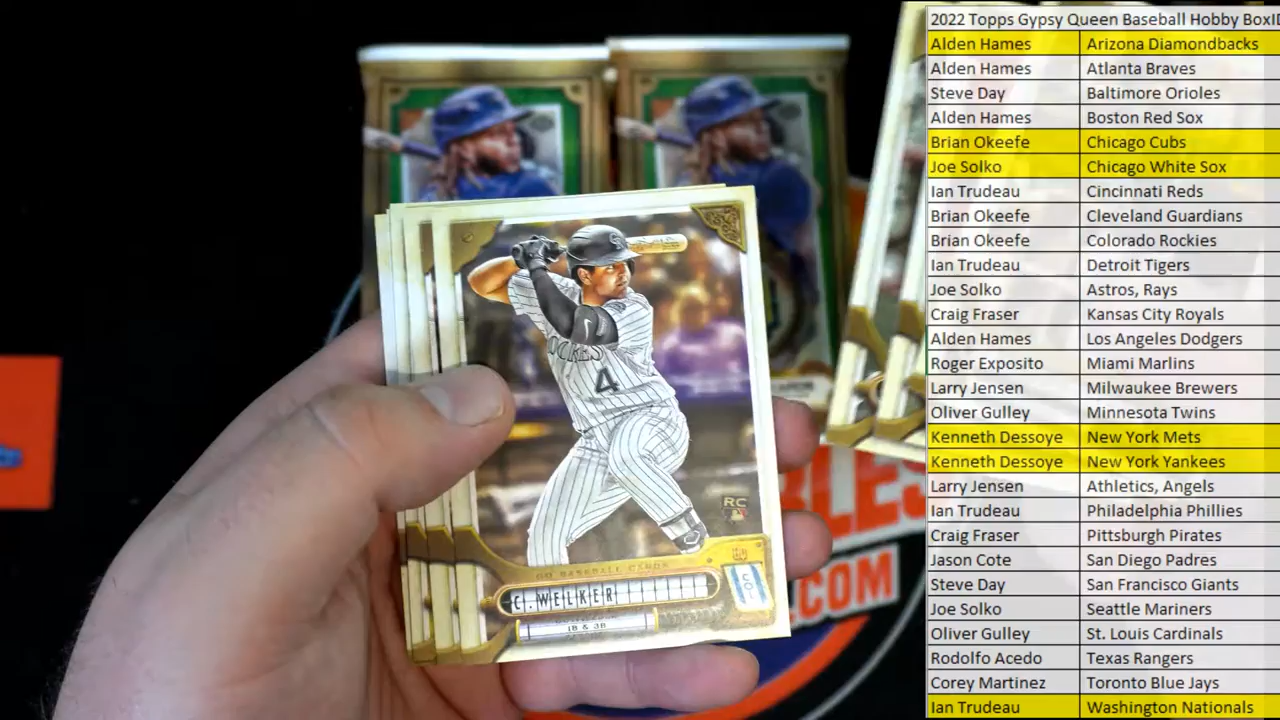 2022 Topps Gypsy Queen Baseball Hobby BoxID
Alden Hames Arizona Diamondbacks
Alden Hames Atlanta Braves
Steve Day Baltimore Orioles
Alden Hames Boston Red Sox
Brian Okeefe Chicago Cubs
Joe Solko Chicago White Sox
Ian Trudeau Cincinnati Reds
Brian Okeefe Cleveland Guardians
Brian Okeefe Colorado Rockies
Ian Trudeau Detroit Tigers
Joe Solko Astros, Rays
Craig Fraser Kansas City Royals
Alden Hames Los Angeles Dodgers
Roger Exposito Miami Marlins
Larry Jensen Milwaukee Brewers
Oliver Gulley Minnesota Twins
Kenneth Dessoye New York Mets
Kenneth Dessoye New York Yankees
Larry Jensen Athletics, Angels
Ian Trudeau Philadelphia Phillies
Craig Fraser Pittsburgh Pirates
Jason Cote San Diego Padres
Steve Day San Francisco Giants
Joe Solko Seattle Mariners
Oliver Gulley St. Louis Cardinals
Rodolfo Acedo Texas Rangers
Corey Martinez Toronto Blue Jays
Ian Trudeau Washington Nationals
4
RC
GQ BASEBALL CARDS
C. WELKER
COL
1B & 3B
.COM